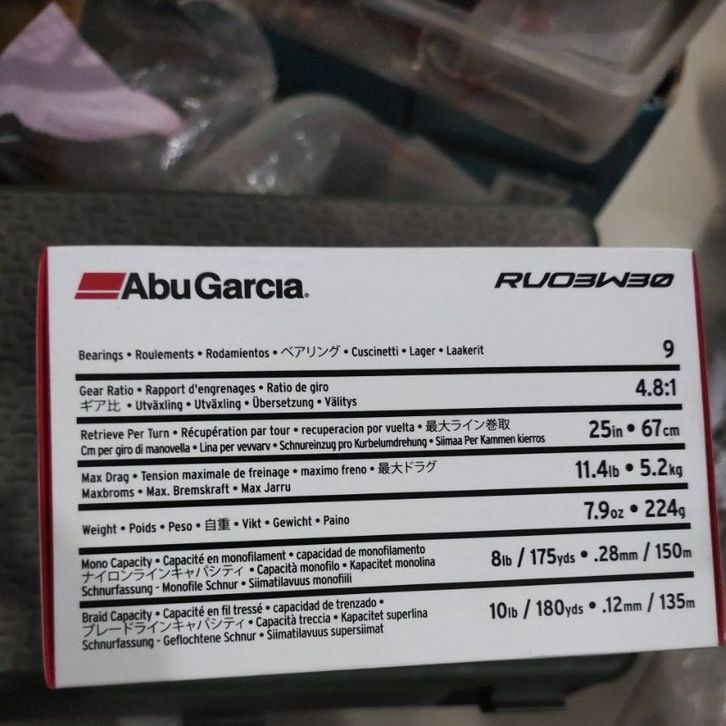 AbuGarcia. RVO3W30
Bearings • Roulements • Rodamientos • ベアリング • Cuscinetti • Lager • Laakerit 9
Gear Ratio • Rapport d'engrenages • Ratio de giro 4.8:1
ギア比 • Utväxling • Utväxling • Übersetzung • Välitys
Retrieve Per Turn • Récupération par tour • recuperacion por vuelta • 最大ライン巻取 25in • 67cm
Cm per giro di manovella • Lina per vevvarv • Schnureinzug pro Kurbelumdrehung • Siimaa Per Kammen kierros
Max Drag • Tension maximale de freinage • maximo freno • 最大ドラグ 11.4lb • 5.2kg
Maxbroms • Max. Bremskraft • Max Jarru
Weight • Poids • Peso • 自重 • Vikt • Gewicht • Paino 7.9oz • 224g
Mono Capacity • Capacité en monofilament • capacidad de monofilamento 8lb / 175yds • .28mm / 150m
ナイロンラインキャパシティ • Capacità monofilo • Kapacitet monolina
Schnurfassung - Monofile Schnur • Siimatilavuus monofiili
Braid Capacity • Capacité en fil tressé • capacidad de trenzado • 10lb / 180yds • .12mm / 135m
ブレードラインキャパシティ • Capacità treccia • Kapacitet superlina
Schnurfassung - Geflochtene Schnur • Siimatilavuus supersiimat